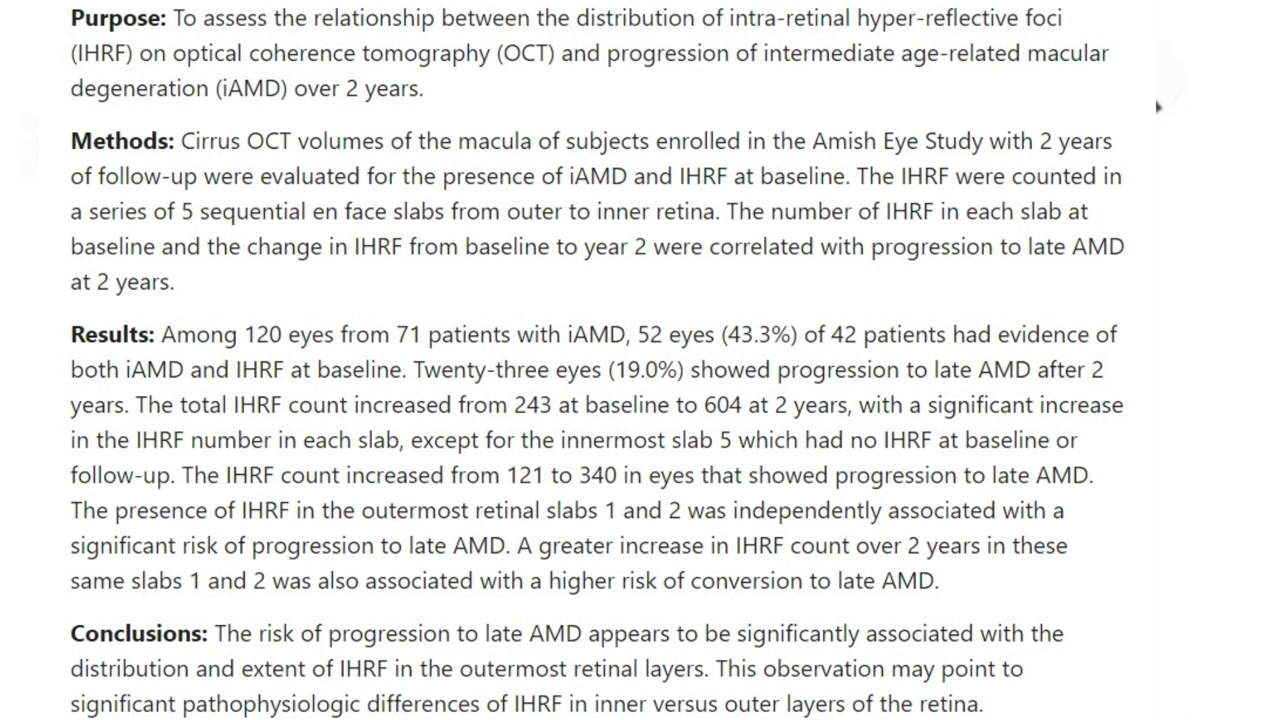 Purpose: To assess the relationship between the distribution of intra-retinal hyper-reflective foci
(IHRF) on optical coherence tomography (OCT) and progression of intermediate age-related macular
degeneration (iAMD) over 2 years.
Methods: Cirrus OCT volumes of the macula of subjects enrolled in the Amish Eye Study with 2 years
of follow-up were evaluated for the presence of iAMD and IHRF at baseline. The IHRF were counted in
a series of 5 sequential en face slabs from outer to inner retina. The number of IHRF in each slab at
baseline and the change in IHRF from baseline to year 2 were correlated with progression to late AMD
at 2 years.
Results: Among 120 eyes from 71 patients with iAMD, 52 eyes (43.3%) of 42 patients had evidence of
both iAMD and IHRF at baseline. Twenty-three eyes (19.0%) showed progression to late AMD after 2
years. The total IHRF count increased from 243 at baseline to 604 at 2 years, with a significant increase
in the IHRF number in each slab, except for the innermost slab 5 which had no IHRF at baseline or
follow-up. The IHRF count increased from 121 to 340 in eyes that showed progression to late AMD.
The presence of IHRF in the outermost retinal slabs 1 and 2 was independently associated with a
significant risk of progression to late AMD. A greater increase in IHRF count over 2 years in these
same slabs 1 and 2 was also associated with a higher risk of conversion to late AMD.
Conclusions: The risk of progression to late AMD appears to be significantly associated with the
distribution and extent of IHRF in the outermost retinal layers. This observation may point to
significant pathophysiologic differences of IHRF in inner versus outer layers of the retina.